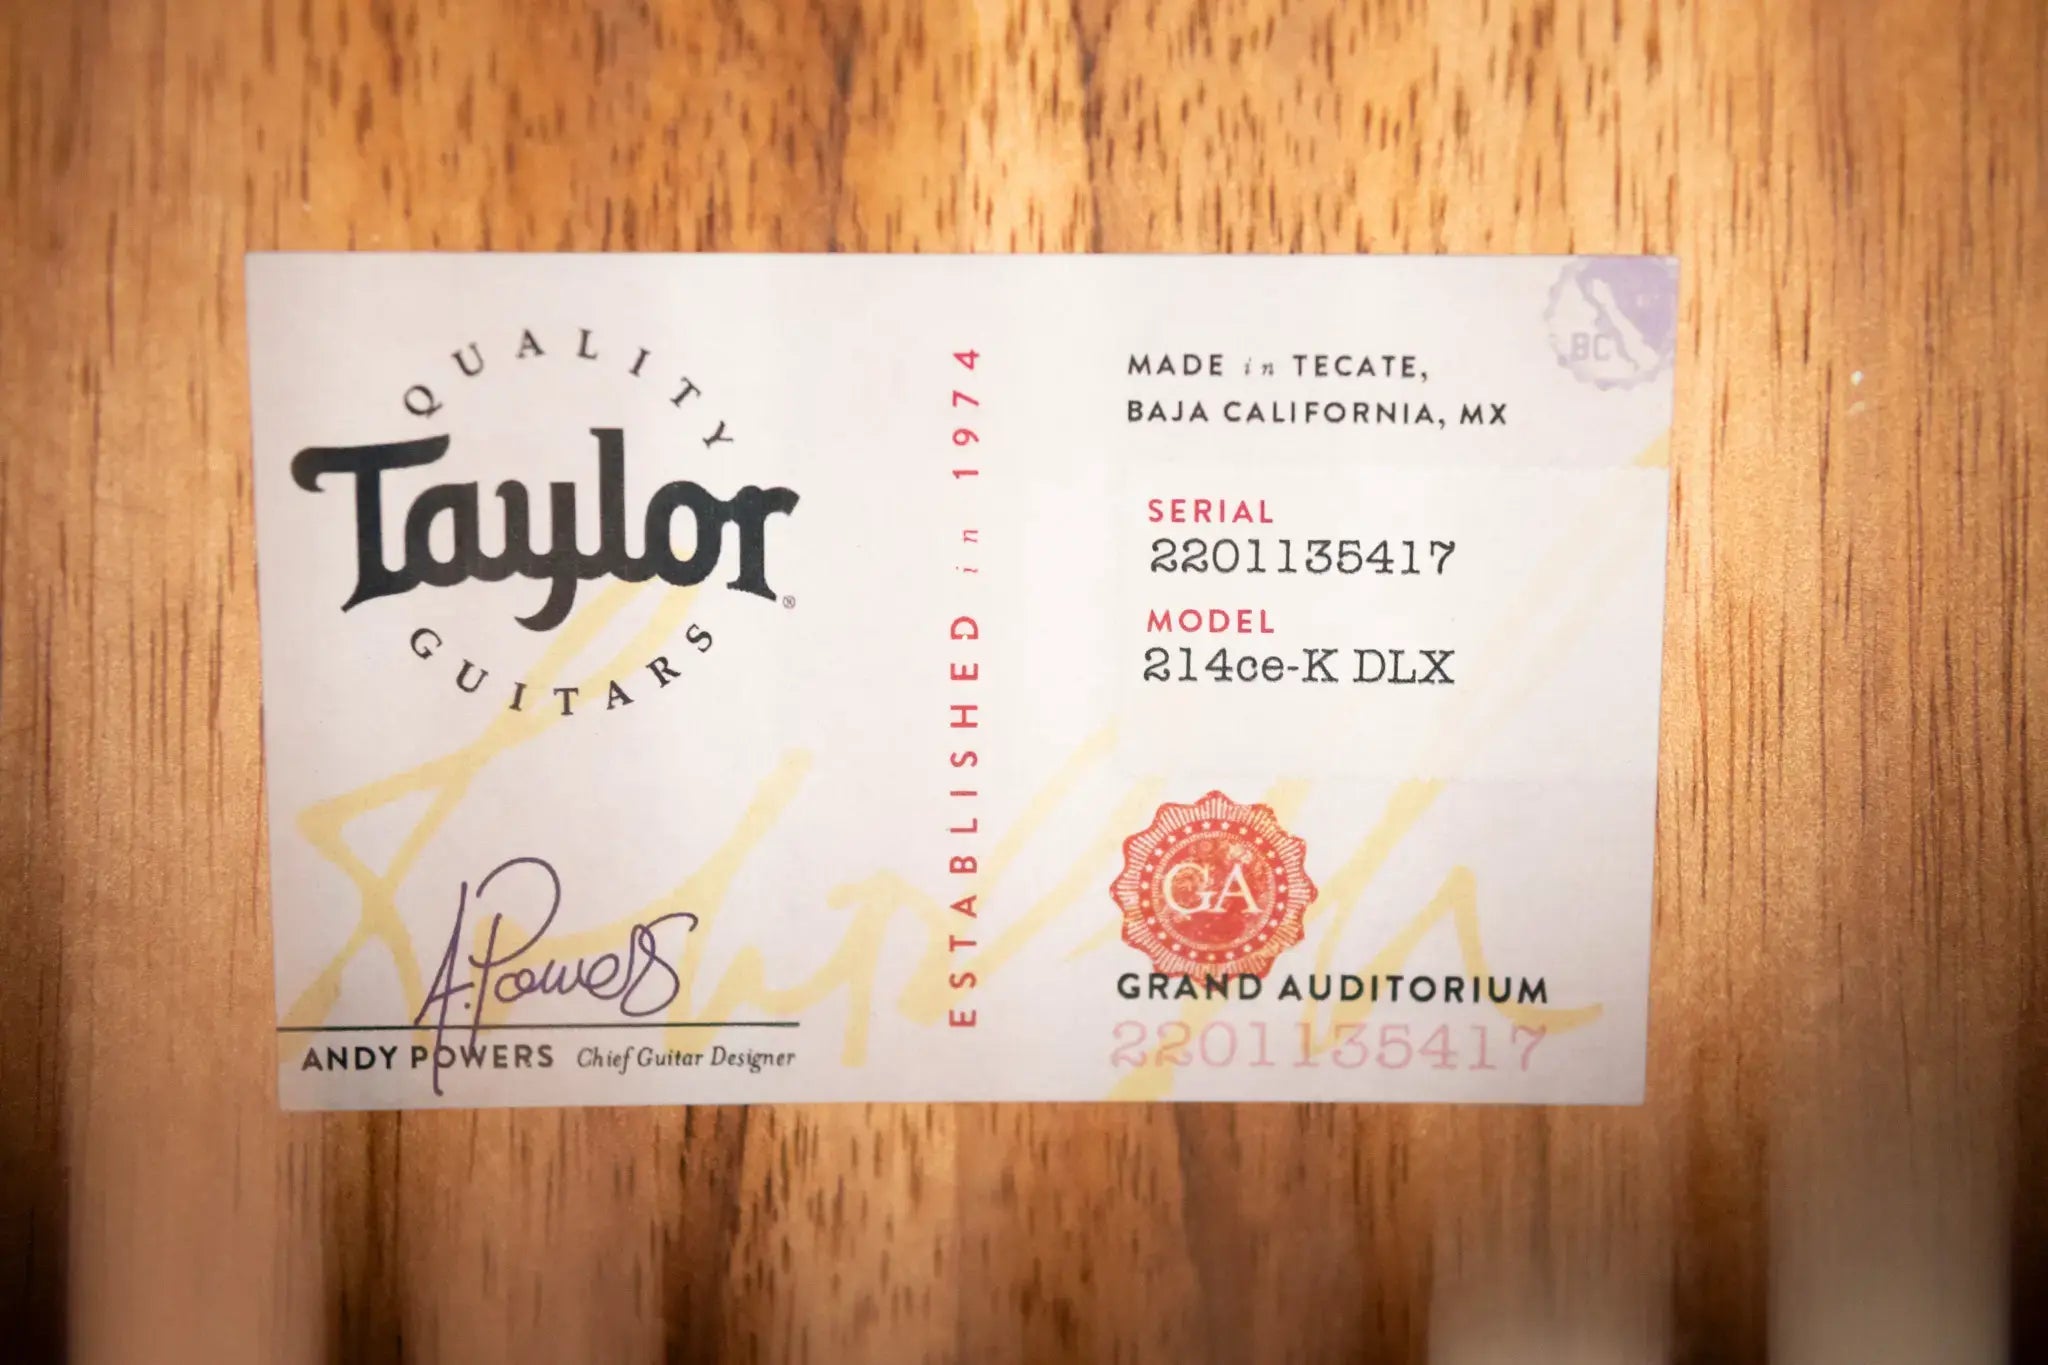 QUALITY
Taylor®
GUITARS
A. Powers
ANDY POWERS Chief Guitar Designer
ESTABLISHED in 1974
BC
MADE in TECATE,
BAJA CALIFORNIA, MX
SERIAL
2201135417
MODEL
214ce-K DLX
GA
GRAND AUDITORIUM
2201135417